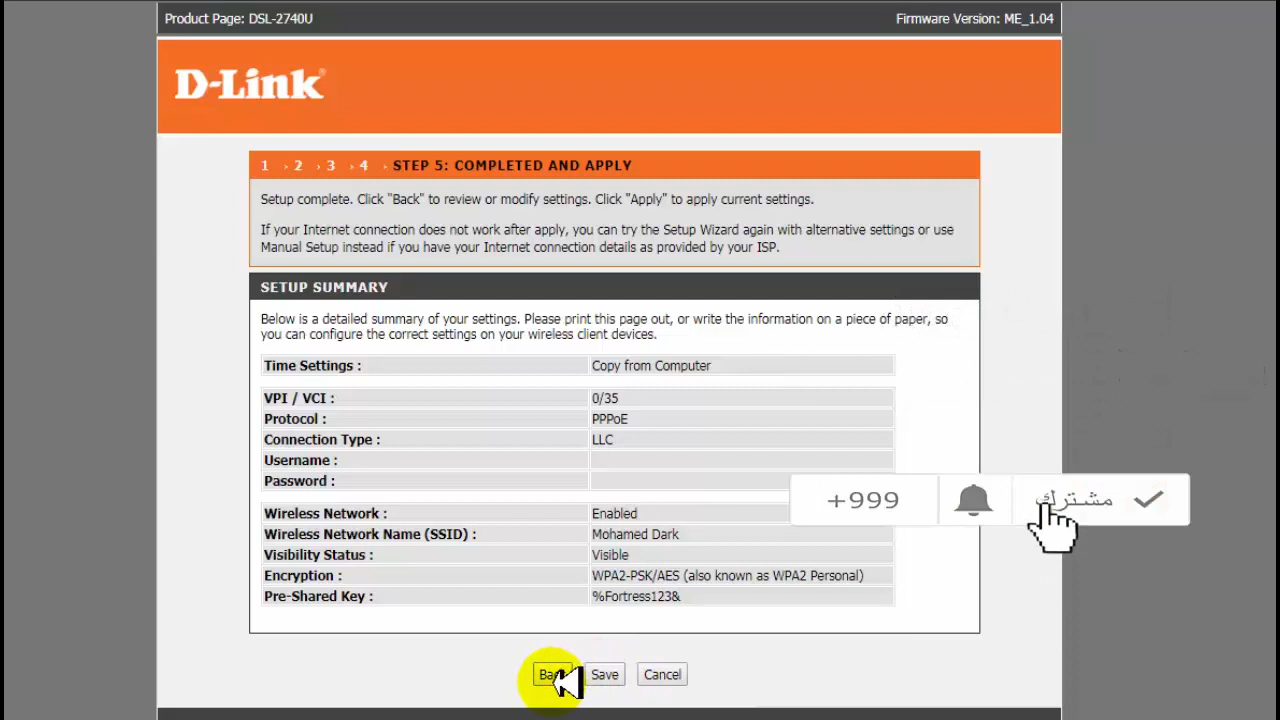 Product Page: DSL-2740U Firmware Version: ME_1.04
D-Link
1 2 3 4 STEP 5: COMPLETED AND APPLY
Setup complete. Click "Back" to review or modify settings. Click "Apply" to apply current settings.
If your Internet connection does not work after apply, you can try the Setup Wizard again with alternative settings or use
Manual Setup instead if you have your Internet connection details as provided by your ISP.
SETUP SUMMARY
Below is a detailed summary of your settings. Please print this page out, or write the information on a piece of paper, so
you can configure the correct settings on your wireless client devices.
Time Settings : Copy from Computer
VPI / VCI : 0/35
Protocol : PPPoE
Connection Type : LLC
Username :
Password :
+999 مشترك
Wireless Network : Enabled
Wireless Network Name (SSID) : Mohamed Dark
Visibility Status : Visible
Encryption : WPA2-PSK/AES (also known as WPA2 Personal)
Pre-Shared Key : %Fortress123&
Save Cancel